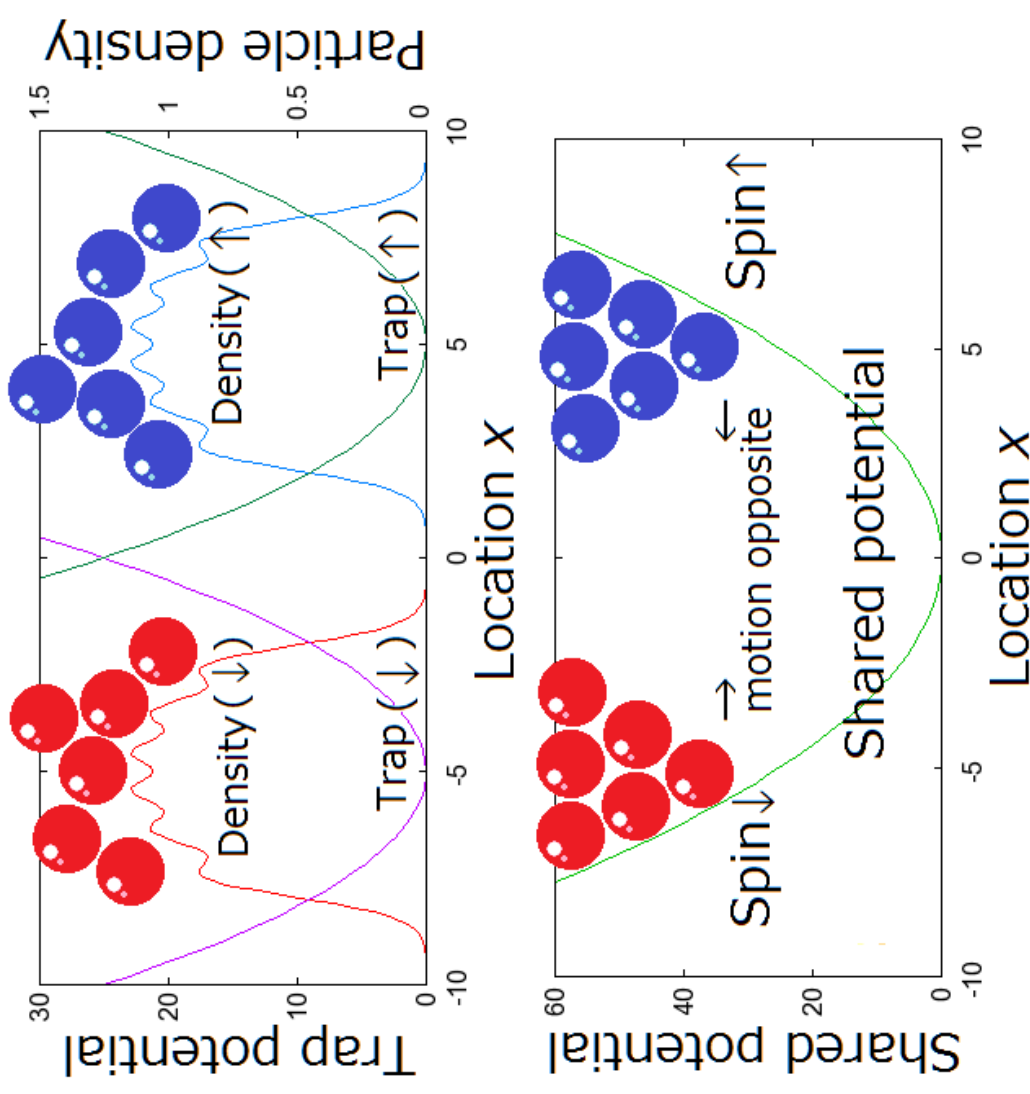 Trap potential
30
20
10
0
Particle density
1.5
1
0.5
0
Density(↓)
Density(↑)
Trap(↓)
Trap(↑)
-10
-5
0
5
10
Location x
Shared potential
60
40
20
0
Spin↓
Spin↑
→ ←
motion opposite
Shared potential
-10
-5
0
5
10
Location x